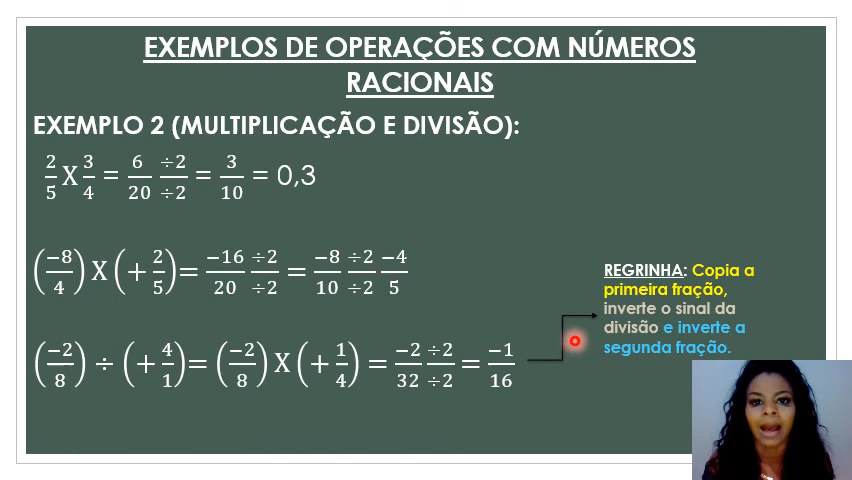 EXEMPLOS DE OPERAÇÕES COM NÚMEROS
RACIONAIS
EXEMPLO 2 (MULTIPLICAÇÃO E DIVISÃO):
2/5 X 3/4 = 6/20 ÷2/÷2 = 3/10 = 0,3
(-8/4) X (+ 2/5) = -16/20 ÷2/÷2 = -8/10 ÷2/÷2 -4/5
(-2/8) ÷ (+ 4/1) = (-2/8) X (+ 1/4) = -2/32 ÷2/÷2 = -1/16
REGRINHA: Copia a
primeira fração,
inverte o sinal da
divisão e inverte a
segunda fração.